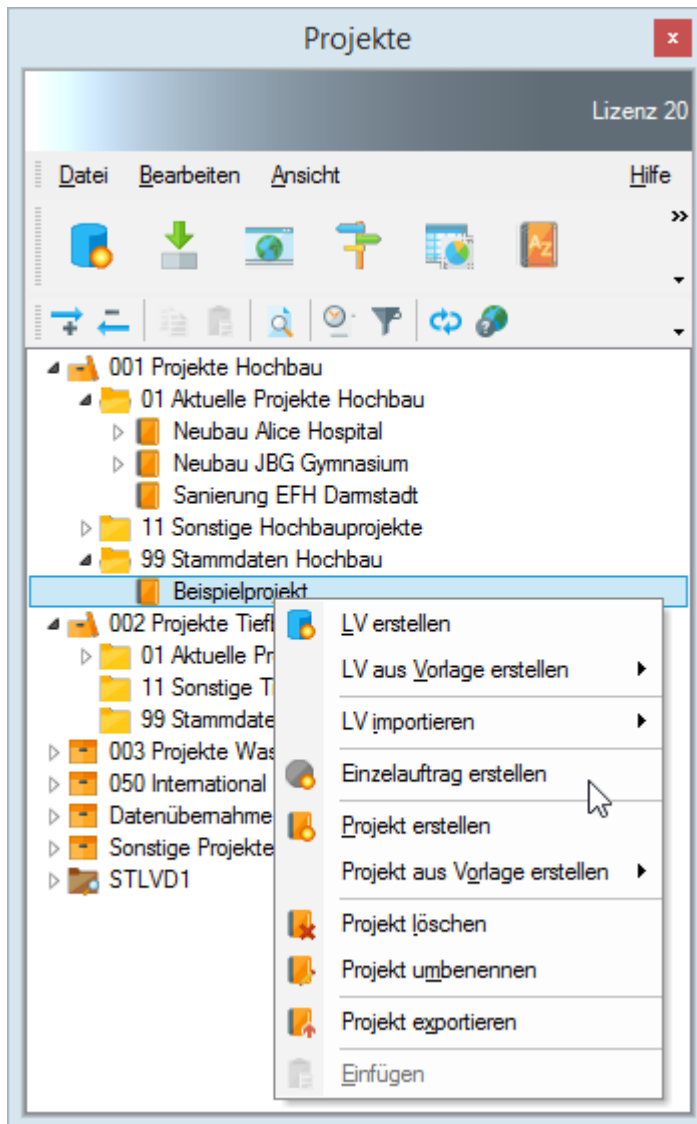 Projekte
x
Lizenz 20
Datei Bearbeiten Ansicht Hilfe
001 Projekte Hochbau
01 Aktuelle Projekte Hochbau
Neubau Alice Hospital
Neubau JBG Gymnasium
Sanierung EFH Darmstadt
11 Sonstige Hochbauprojekte
99 Stammdaten Hochbau
Beispielprojekt
002 Projekte Tief
01 Aktuelle Pr
11 Sonstige T
99 Stammdate
003 Projekte Was
050 International
Datenübernahme
Sonstige Projekte
STLVD1
LV erstellen
LV aus Vorlage erstellen
LV importieren
Einzelauftrag erstellen
Projekt erstellen
Projekt aus Vorlage erstellen
Projekt löschen
Projekt umbenennen
Projekt exportieren
Einfügen